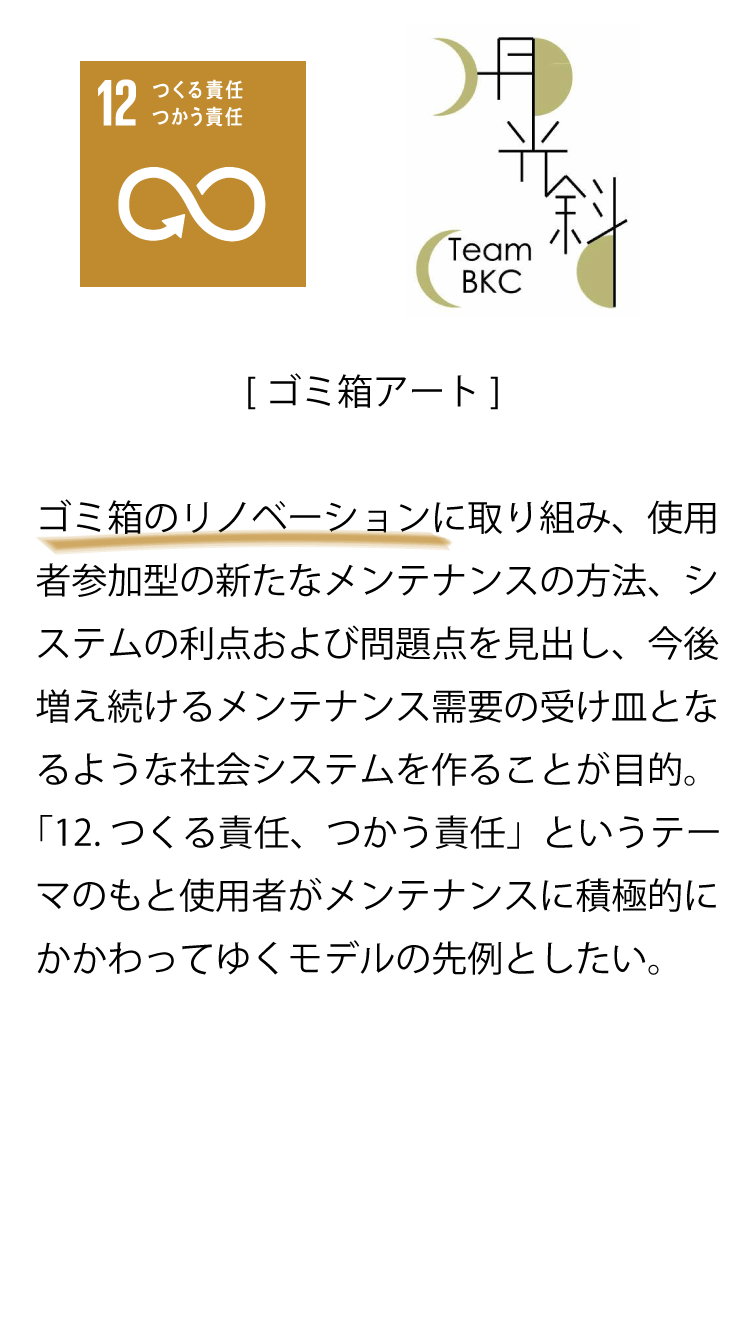 12 つくる責任
つかう責任
月光斜
Team
BKC
[ ゴミ箱アート ]
ゴミ箱のリノベーションに取り組み、使用
者参加型の新たなメンテナンスの方法、シ
ステムの利点および問題点を見出し、今後
増え続けるメンテナンス需要の受け皿とな
るような社会システムを作ることが目的。
「12. つくる責任、つかう責任」というテー
マのもと使用者がメンテナンスに積極的に
かかわってゆくモデルの先例としたい。